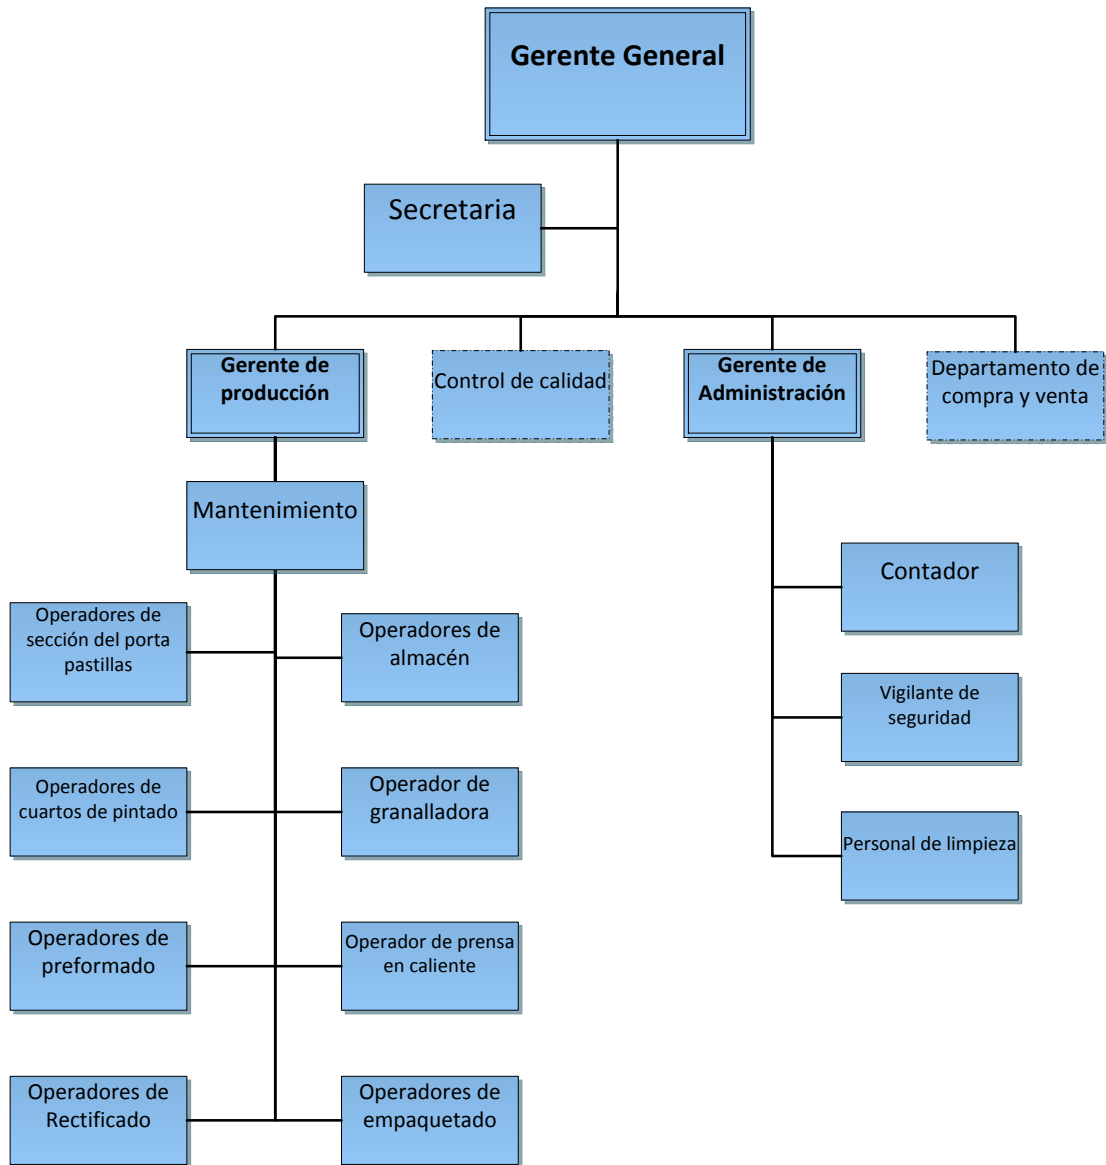 Gerente General
Secretaria
Gerente de
producción
Control de calidad
Gerente de
Administración
Departamento de
compra y venta
Mantenimiento
Contador
Operadores de
sección del porta
pastillas
Operadores de
almacén
Vigilante de
seguridad
Operadores de
cuartos de pintado
Operador de
granalladora
Personal de limpieza
Operadores de
preformado
Operador de prensa
en caliente
Operadores de
Rectificado
Operadores de
empaquetado